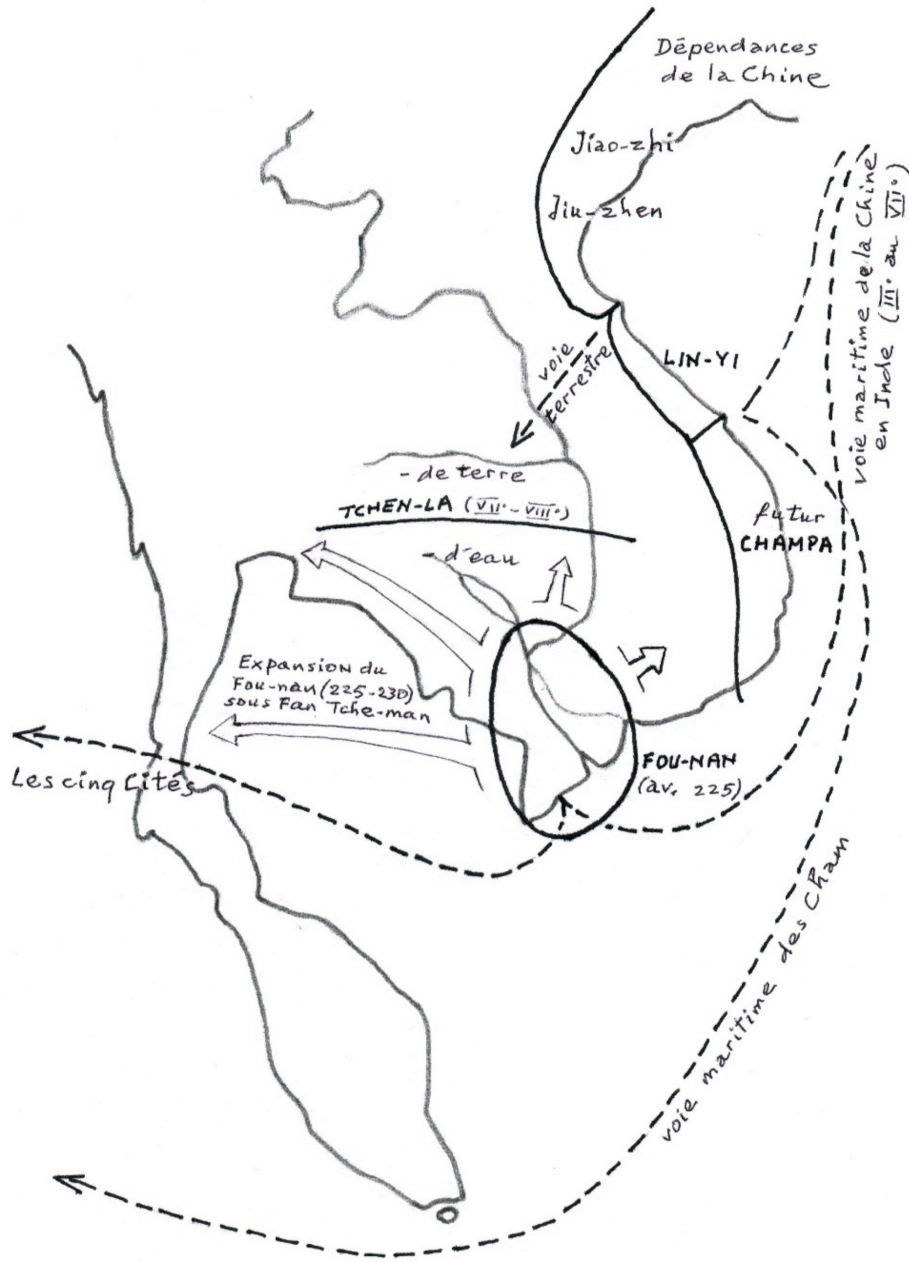 Dépendances
de la Chine
Jiao-zhi
Jiu-zhen
voie maritime de la Chine
en Inde (III° au VII°)
voie
terrestre
LIN-YI
- de terre
TCHEN-LA (VII° - VIII°)
- d'eau
futur
CHAMPA
Expansion du
Fou-nan (225-230)
sous Fan Tche-man
FOU-NAN
(av. 225)
Les cinq Cités
voie maritime des Cham